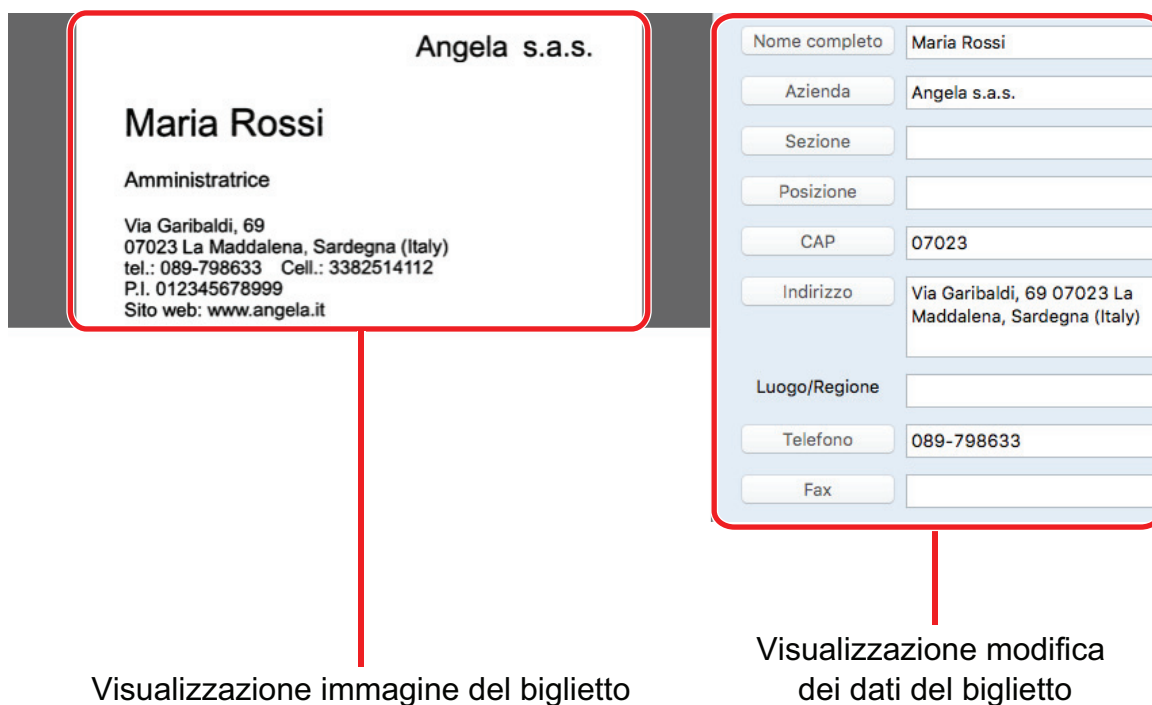 Angela s.a.s.
Maria Rossi
Amministratrice
Via Garibaldi, 69
07023 La Maddalena, Sardegna (Italy)
tel.: 089-798633 Cell.: 3382514112
P.I. 012345678999
Sito web: www.angela.it
Nome completo Maria Rossi
Azienda Angela s.a.s.
Sezione
Posizione
CAP 07023
Indirizzo Via Garibaldi, 69 07023 La
Maddalena, Sardegna (Italy)
Luogo/Regione
Telefono 089-798633
Fax
Visualizzazione immagine del biglietto
Visualizzazione modifica
dei dati del biglietto